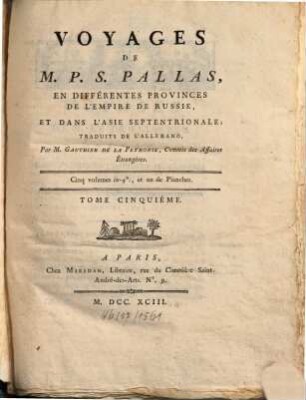 VOYAGES
DE
M. P. S. PALLAS,
EN DIFFÉRENTES PROVINCES
DE L'EMPIRE DE RUSSIE,
ET DANS L'ASIE SEPTENTRIONALE;
TRADUITS DE L'ALLEMAND,
Par M. GAUTHIER DE LA PEYRONIE, Commis des Affaires
Étrangères.
Cinq volumes in-4°., et un de Planches.
TOME CINQUIÈME.
A PARIS,
Chez MARADAN, Libraire, rue du Cimetière Saint-
André-des-Arts, N°. 9.
M. DCC. XCIII.